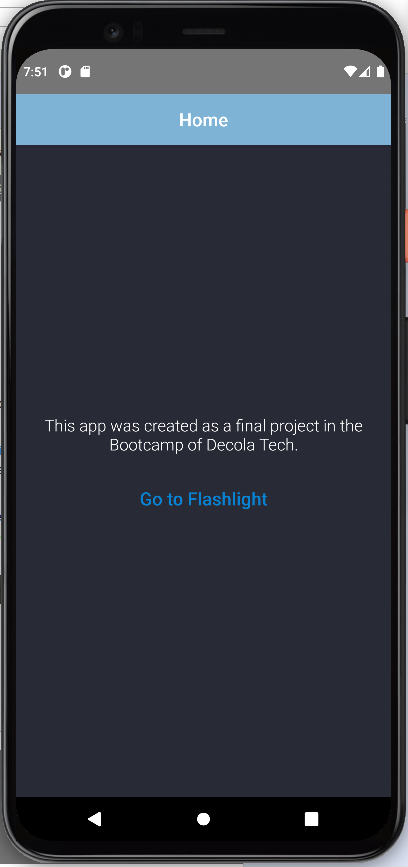 7:51
Home
This app was created as a final project in the
Bootcamp of Decola Tech.
Go to Flashlight